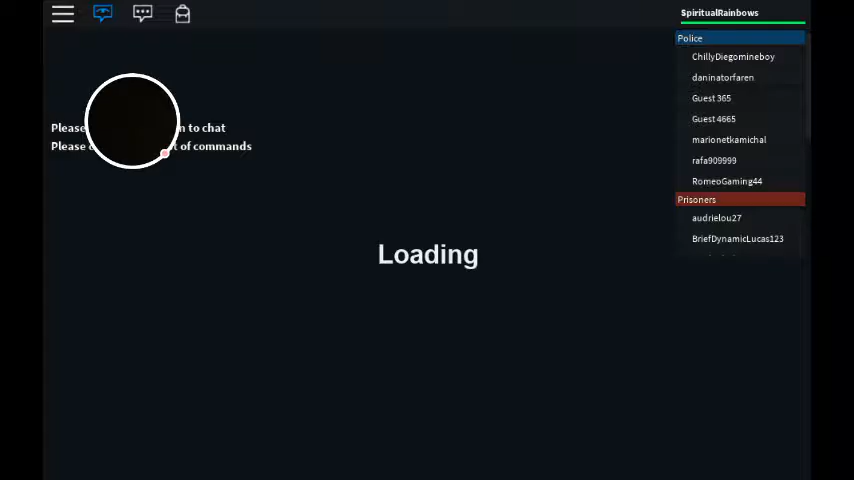 SpiritualRainbows
Police
ChillyDiegomineboy
daninatorfaren
Guest 365
Guest 4665
marionetkamichal
rafa909999
RomeoGaming44
Prisoners
audrielou27
BriefDynamicLucas123
Please n to chat
Please t of commands
Loading